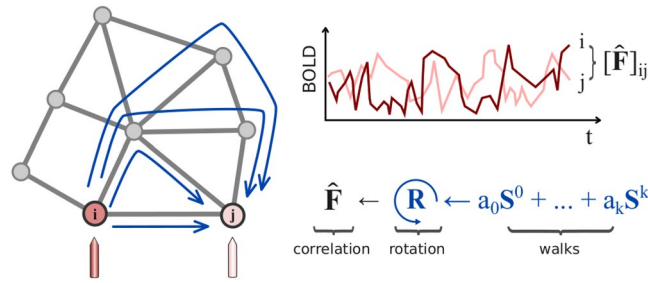 i
j
BOLD
t
i
j
[F̂]ij
F̂ ← R ← a₀S⁰ + ... + aₖSᵏ
correlation rotation walks